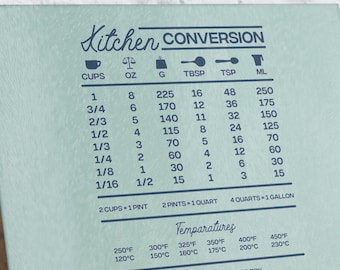 Kitchen CONVERSION
CUPS OZ G TBSP TSP ML
1 8 225 16 48 250
3/4 6 170 12 36 175
2/3 5 140 11 32 150
1/2 4 115 8 24 125
1/3 3 70 5 16 70
1/4 2 60 4 12 60
1/8 1 30 2 6 30
1/16 1/2 15 1 3 15
2 CUPS = 1 PINT 2 PINTS = 1 QUART 4 QUARTS = 1 GALLON
Temparatures
250°F 300°F 325°F 350°F 400°F 450°F
120°C 150°C 160°C 175°C 200°C 230°C